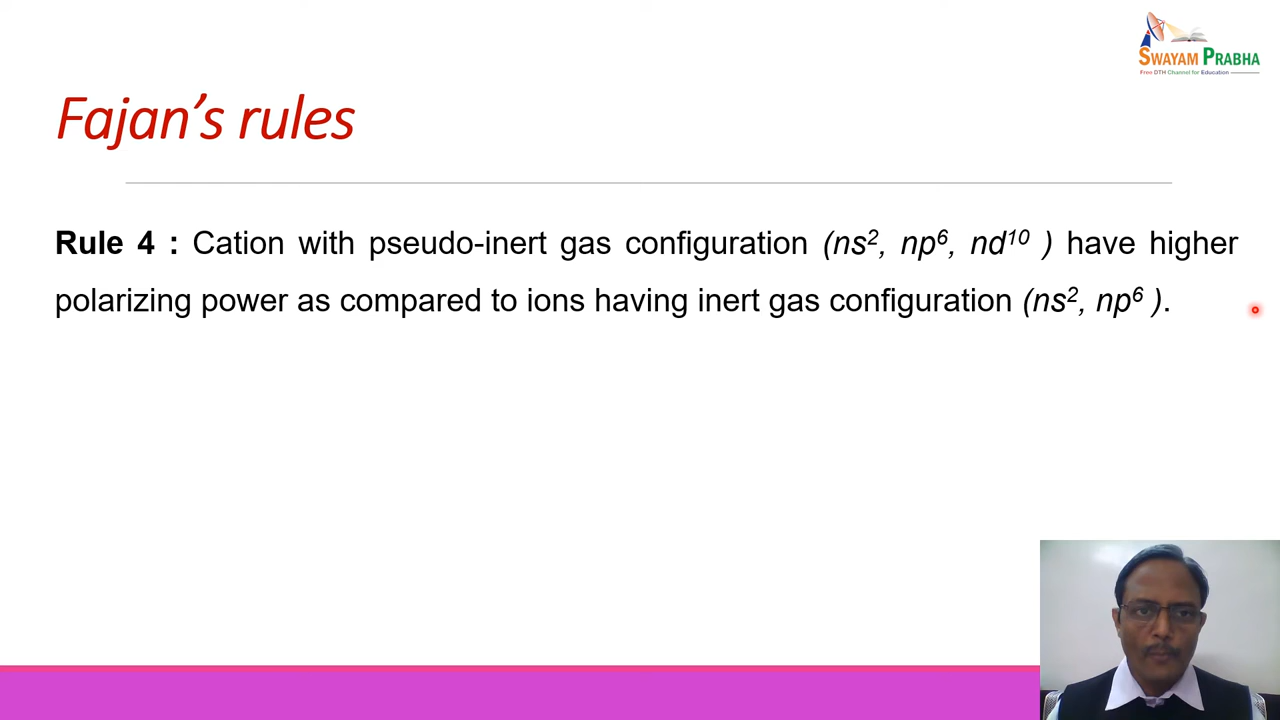 SWAYAM PRABHA
Free DTH Channel for Education
Fajan’s rules
Rule 4 : Cation with pseudo-inert gas configuration (ns², np⁶, nd¹⁰ ) have higher
polarizing power as compared to ions having inert gas configuration (ns², np⁶ ).